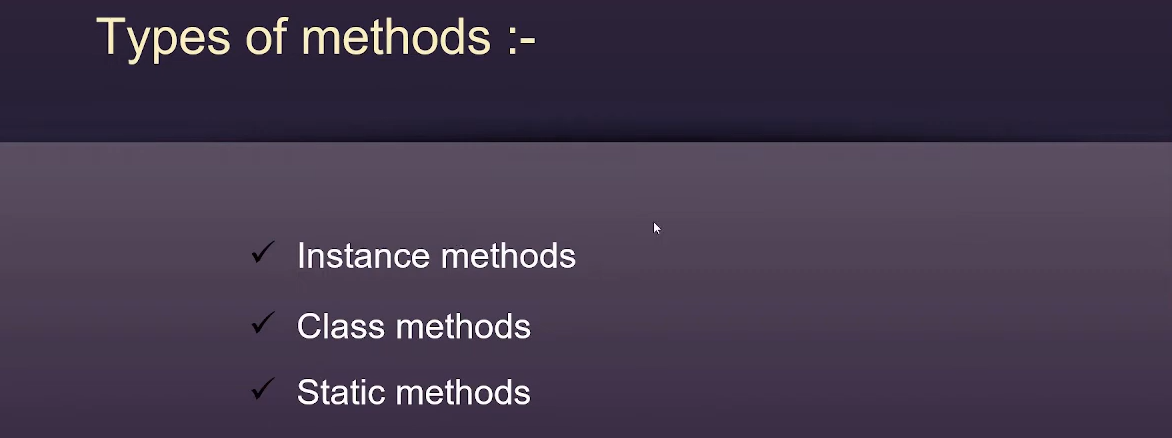 Types of methods :-
✓ Instance methods
✓ Class methods
✓ Static methods